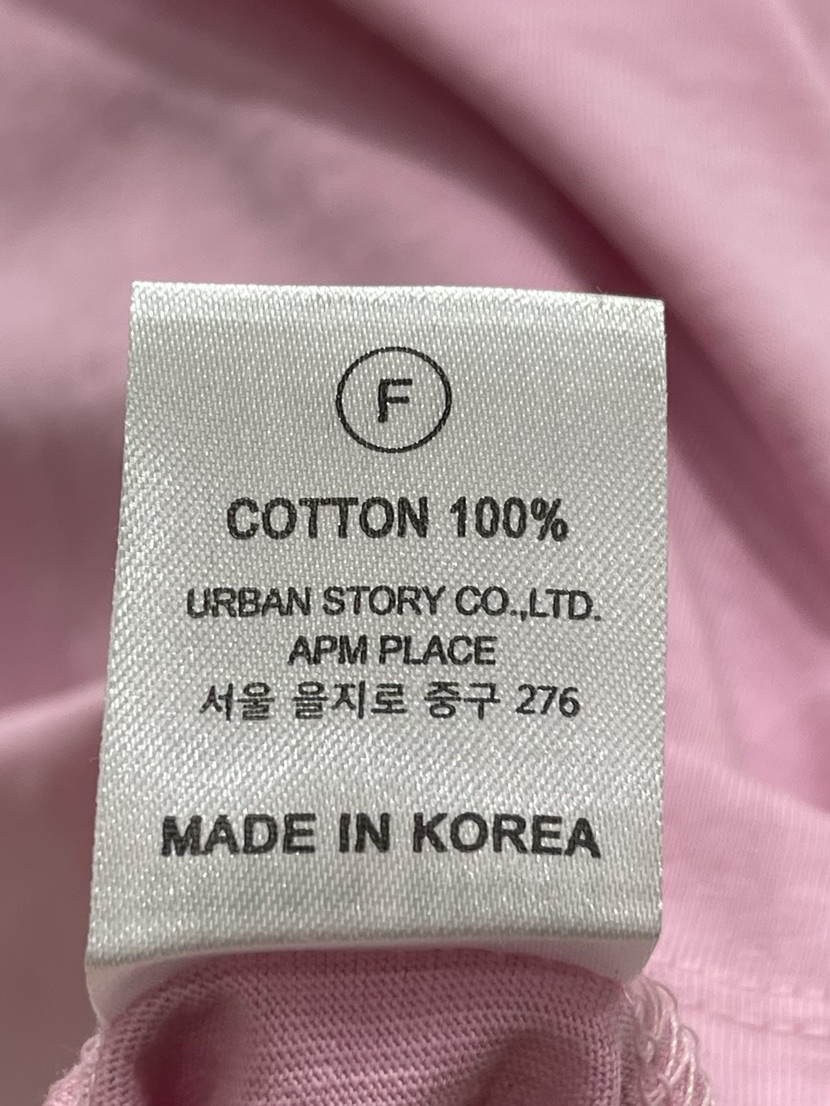 F
COTTON 100%
URBAN STORY CO.,LTD.
APM PLACE
서울 을지로 중구 276
MADE IN KOREA